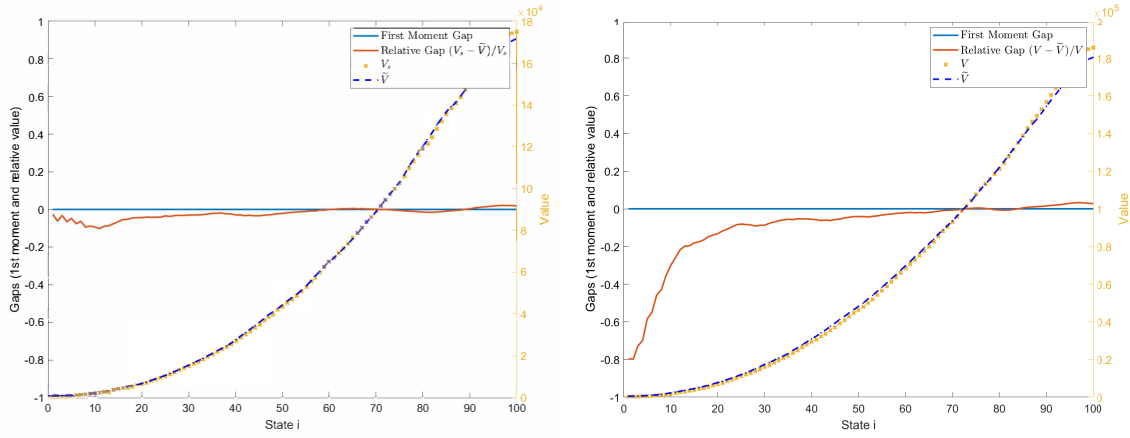 ×10⁴
1
0.8
0.6
0.4
0.2
0
-0.2
-0.4
-0.6
-0.8
-1
Gaps (1st moment and relative value)
First Moment Gap
Relative Gap (Vₛ − Ṽ)/Vₛ
Vₛ
Ṽ
18
16
14
12
10
8
6
4
2
0
Value
0 10 20 30 40 50 60 70 80 90 100
State i
×10⁵
1
0.8
0.6
0.4
0.2
0
-0.2
-0.4
-0.6
-0.8
-1
Gaps (1st moment and relative value)
First Moment Gap
Relative Gap (V − Ṽ)/V
V
Ṽ
2
1.8
1.6
1.4
1.2
1
0.8
0.6
0.4
0.2
0
Value
0 10 20 30 40 50 60 70 80 90 100
State i